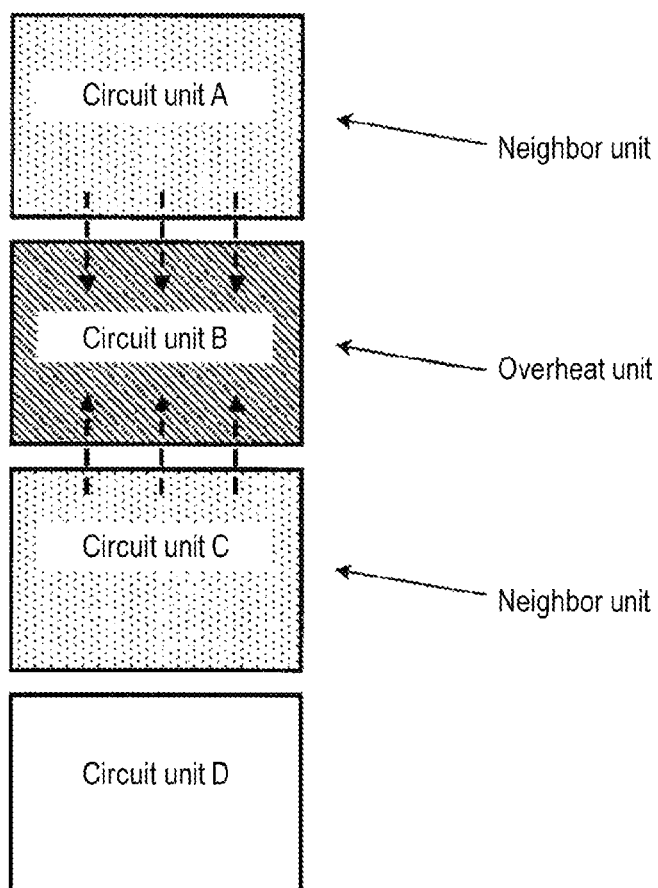 Circuit unit A
Neighbor unit
Circuit unit B
Overheat unit
Circuit unit C
Neighbor unit
Circuit unit D